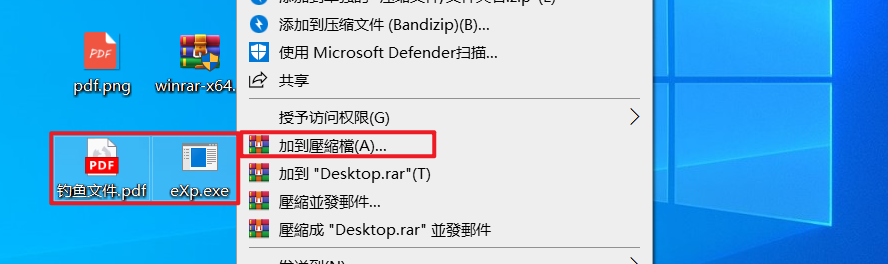 pdf.png
winrar-x64.
钓鱼文件.pdf
eXp.exe
添加到压缩文件 (Bandizip)(B)...
使用 Microsoft Defender扫描...
共享
授予访问权限(G)
加到壓縮檔(A)...
加到 "Desktop.rar"(T)
壓縮並發郵件...
壓縮成 "Desktop.rar" 並發郵件